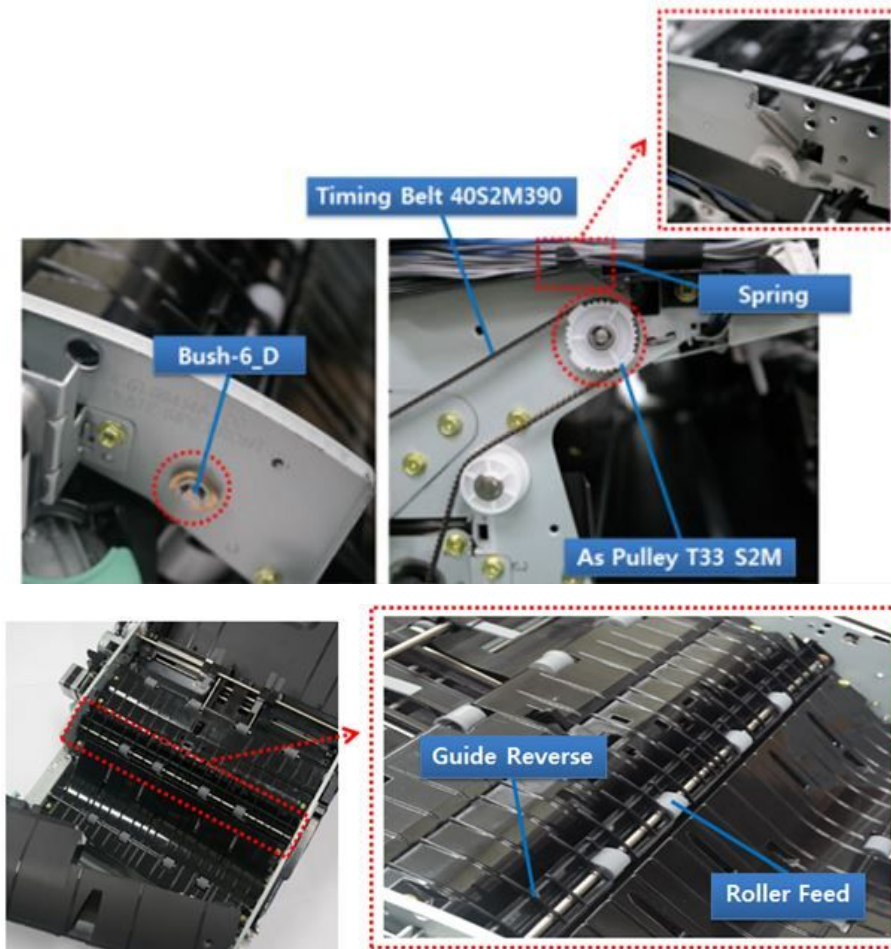 Timing Belt 40S2M390
Spring
Bush-6_D
As Pulley T33 S2M
Guide Reverse
Roller Feed